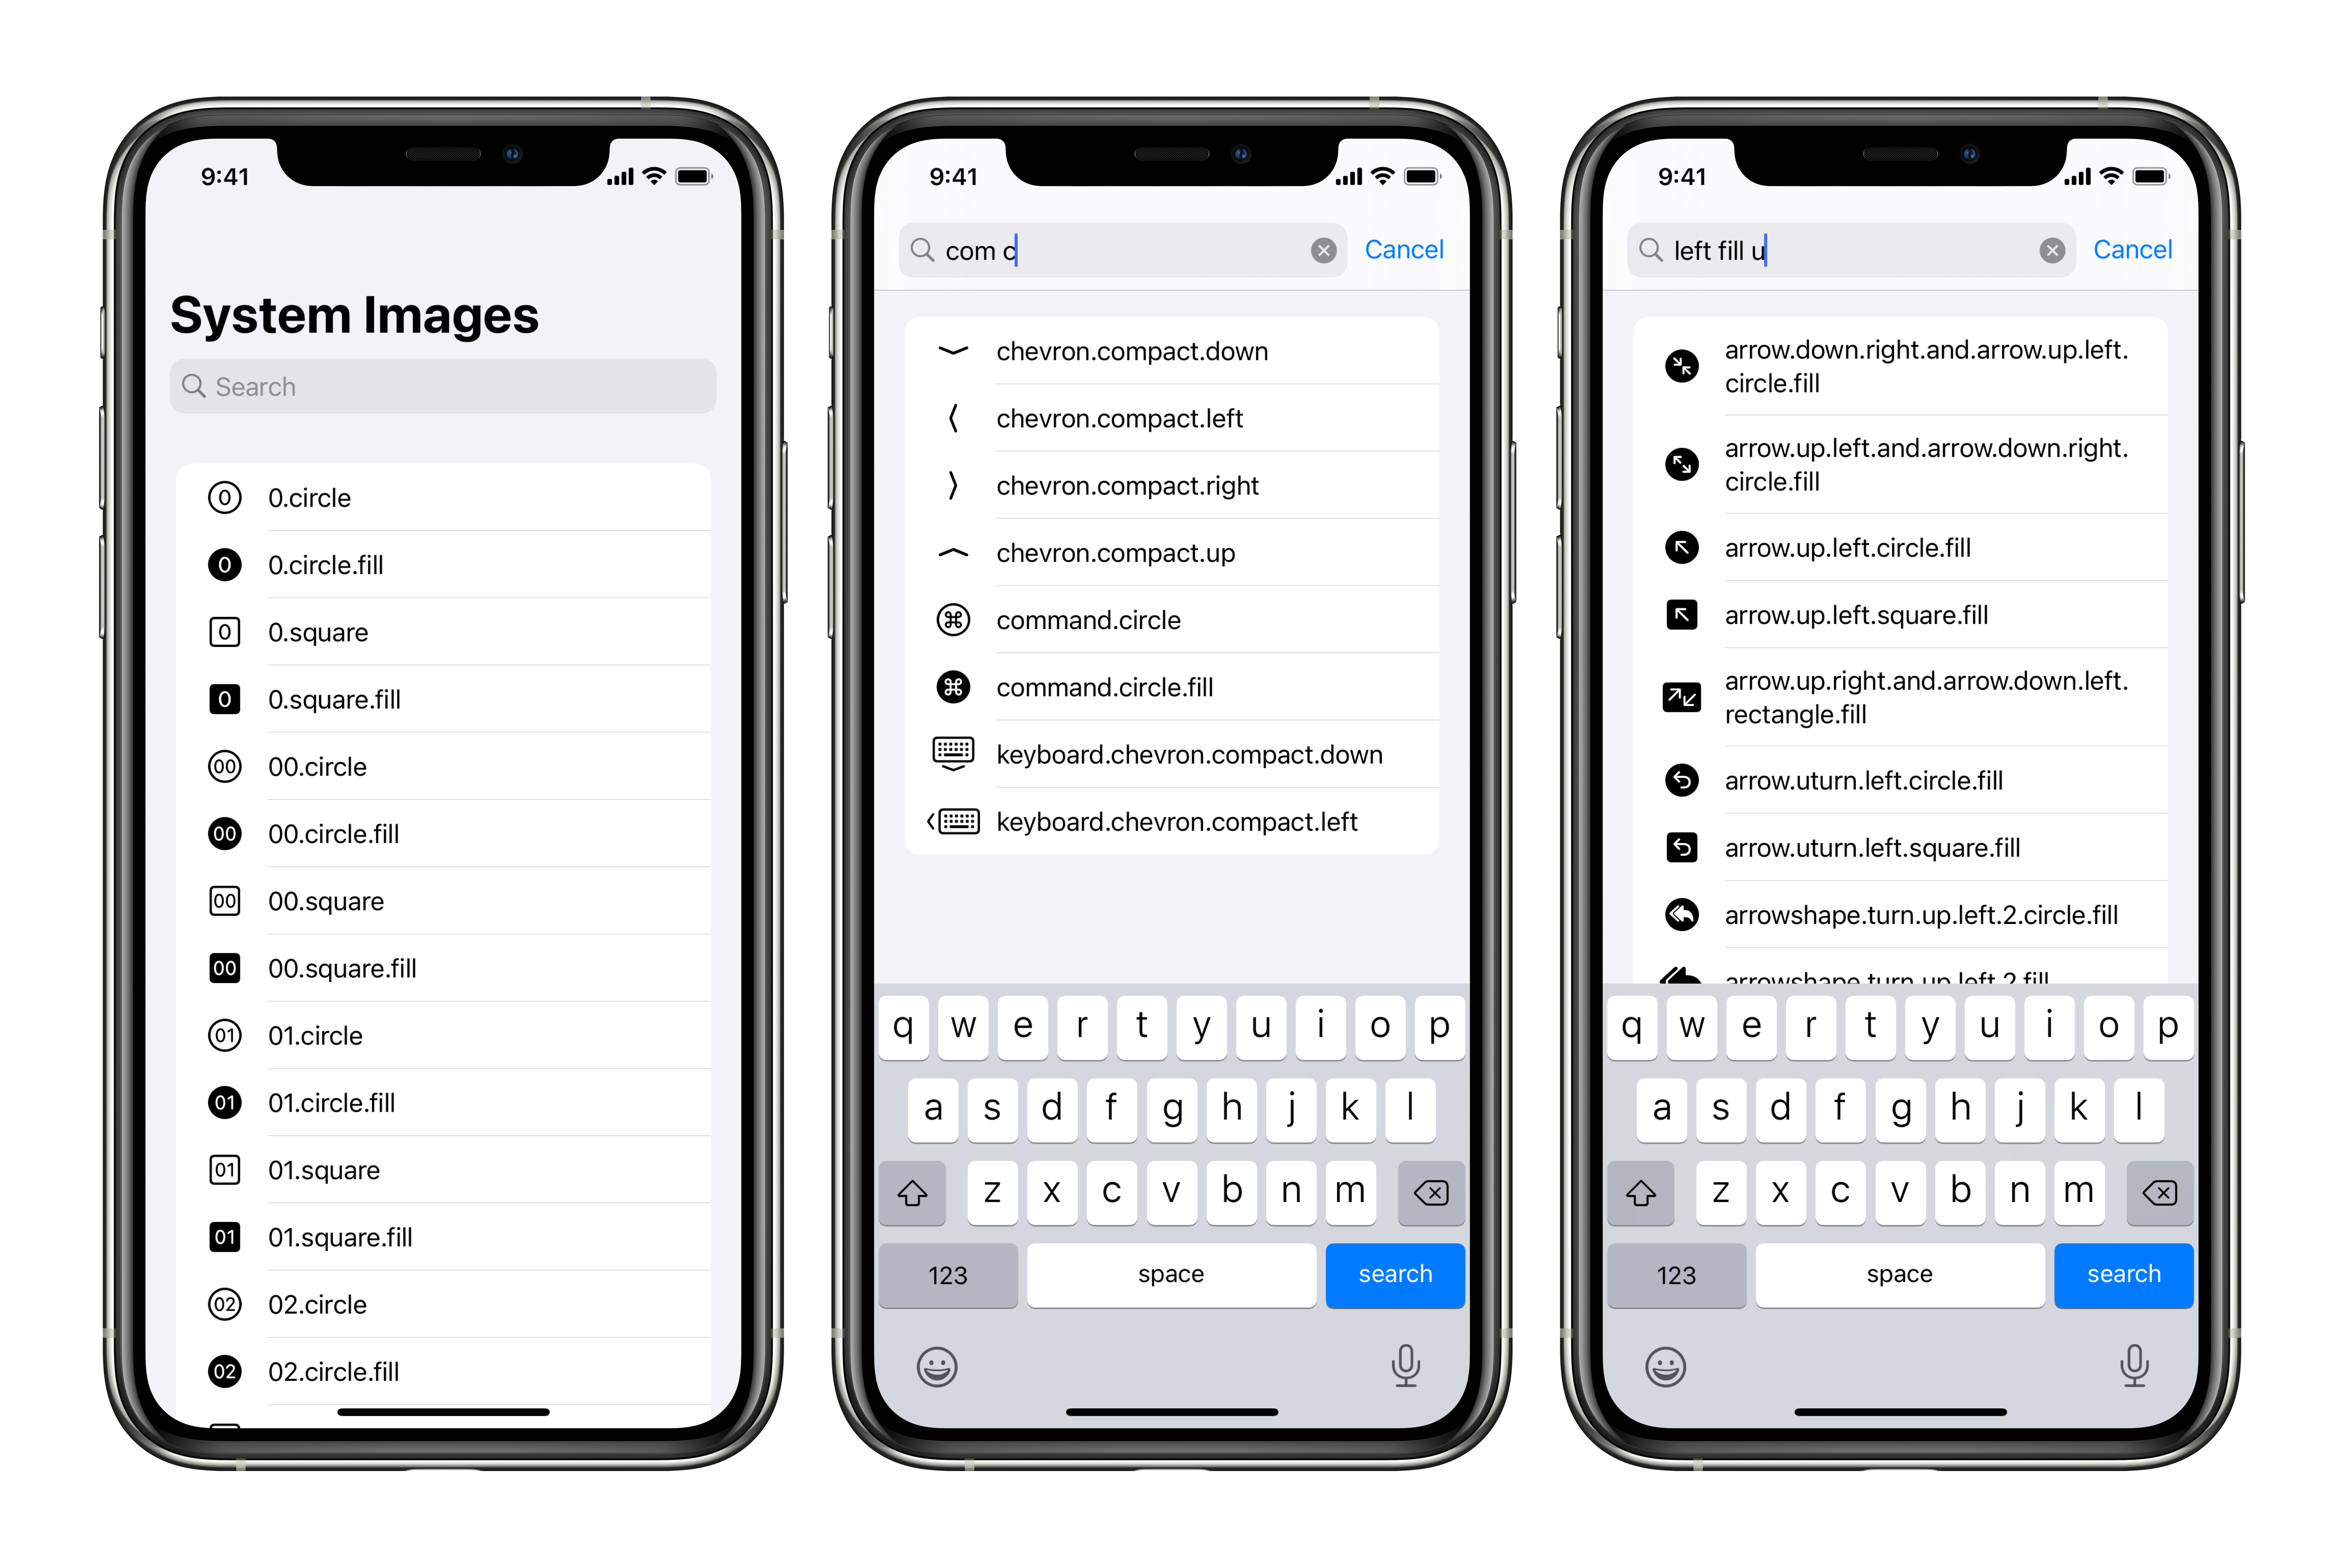 9:41
System Images
Search
0 0.circle
0 0.circle.fill
0 0.square
0 0.square.fill
00 00.circle
00 00.circle.fill
00 00.square
00 00.square.fill
01 01.circle
01 01.circle.fill
01 01.square
01 01.square.fill
02 02.circle
02 02.circle.fill
9:41
com c
Cancel
chevron.compact.down
chevron.compact.left
chevron.compact.right
chevron.compact.up
command.circle
command.circle.fill
keyboard.chevron.compact.down
keyboard.chevron.compact.left
q w e r t y u i o p
a s d f g h j k l
z x c v b n m
123 space search
9:41
left fill u
Cancel
arrow.down.right.and.arrow.up.left.
circle.fill
arrow.up.left.and.arrow.down.right.
circle.fill
arrow.up.left.circle.fill
arrow.up.left.square.fill
arrow.up.right.and.arrow.down.left.
rectangle.fill
arrow.uturn.left.circle.fill
arrow.uturn.left.square.fill
arrowshape.turn.up.left.2.circle.fill
arrowshape.turn.up.left.2.fill
q w e r t y u i o p
a s d f g h j k l
z x c v b n m
123 space search